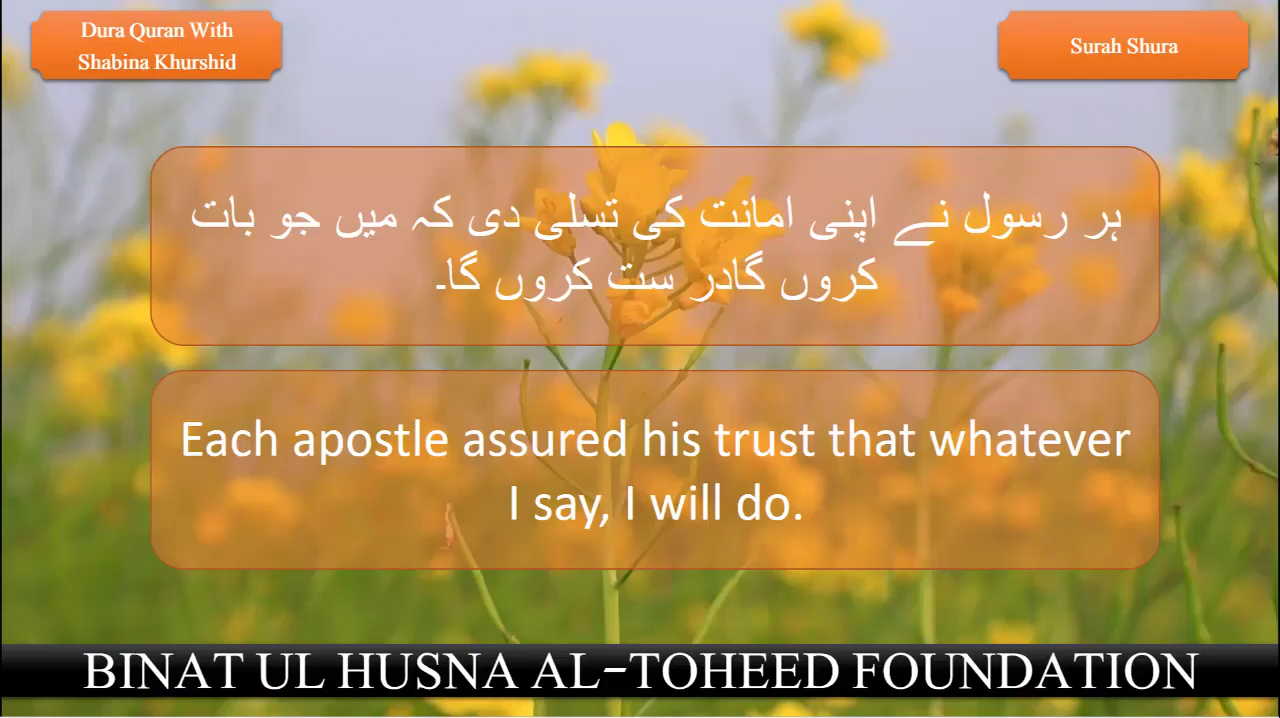 Dura Quran With
Shabina Khurshid
Surah Shura
ہر رسول نے اپنی امانت کی تسلی دی کہ میں جو بات
کروں گادر ست کروں گا۔
Each apostle assured his trust that whatever
I say, I will do.
BINAT UL HUSNA AL-TOHEED FOUNDATION